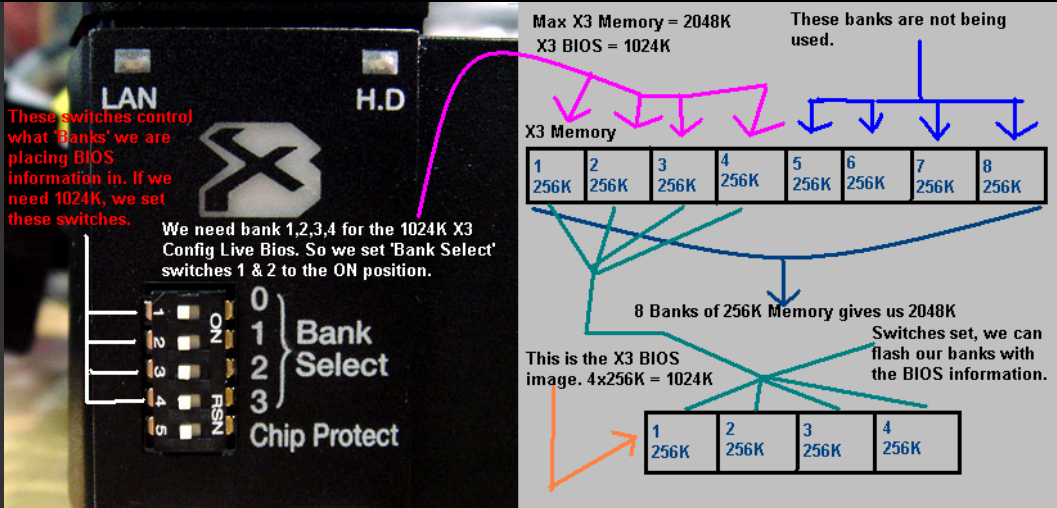 LAN
H.D
These switches control
what 'Banks' we are
placing BIOS
information in. If we
need 1024K, we set
these switches.
X3
We need bank 1,2,3,4 for the 1024K X3
Config Live Bios. So we set 'Bank Select'
switches 1 & 2 to the ON position.
1
2
3
4
5
ON
RSN
0
1
2
3
Bank
Select
Chip Protect
Max X3 Memory = 2048K
X3 BIOS = 1024K
These banks are not being
used.
X3 Memory
1 2 3 4 5 6 7 8
256K 256K 256K 256K 256K 256K 256K 256K
8 Banks of 256K Memory gives us 2048K
Switches set, we can
flash our banks with
the BIOS information.
This is the X3 BIOS
image. 4x256K = 1024K
1 2 3 4
256K 256K 256K 256K